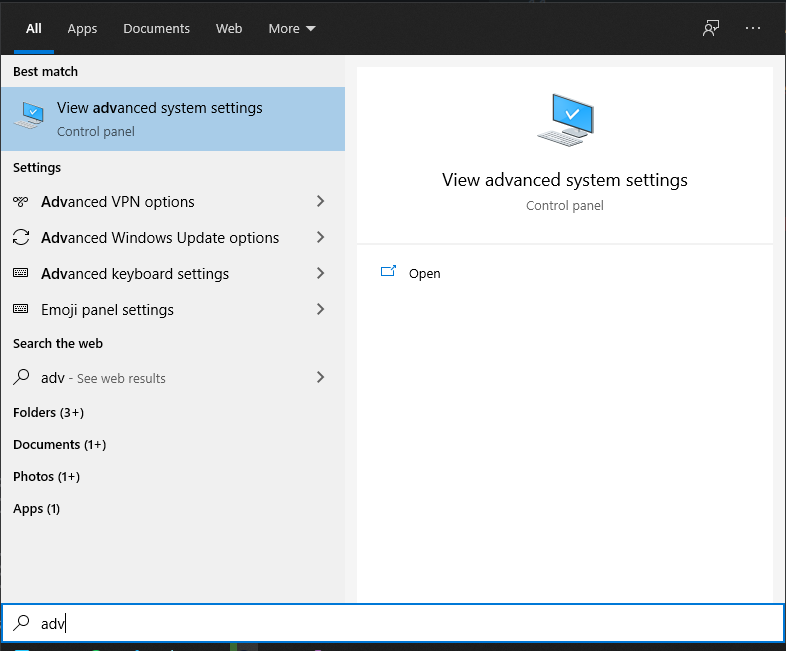 All Apps Documents Web More
Best match
View advanced system settings
Control panel
Settings
Advanced VPN options
Advanced Windows Update options
Advanced keyboard settings
Emoji panel settings
Search the web
adv - See web results
Folders (3+)
Documents (1+)
Photos (1+)
Apps (1)
View advanced system settings
Control panel
Open
adv